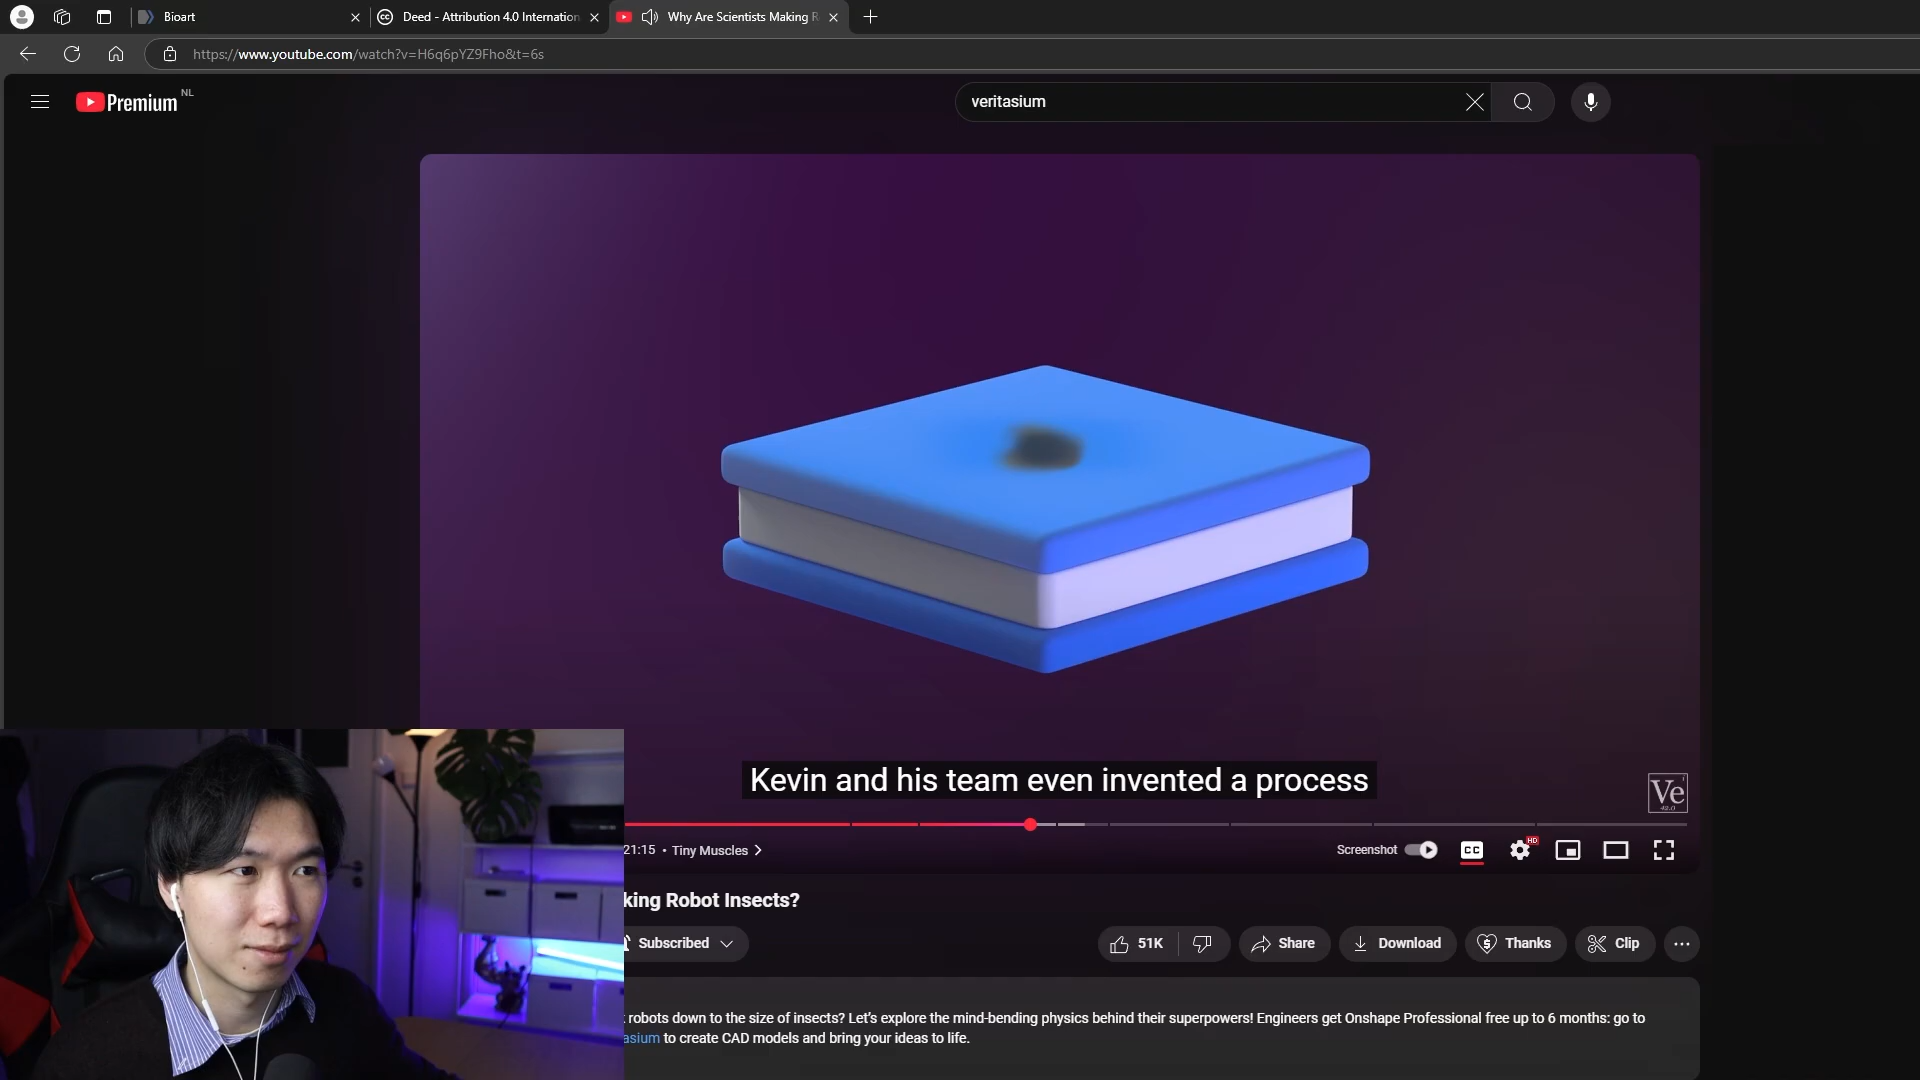 Bioart
Deed - Attribution 4.0 Internation
Why Are Scientists Making R
https://www.youtube.com/watch?v=H6q6pYZ9Fho&t=6s
Premium NL
veritasium
Kevin and his team even invented a process
Ve
42.0
21:15 • Tiny Muscles
Screenshot
CC
HD
king Robot Insects?
Subscribed
51K
Share
Download
Thanks
Clip
robots down to the size of insects? Let's explore the mind-bending physics behind their superpowers! Engineers get Onshape Professional free up to 6 months: go to
asium to create CAD models and bring your ideas to life.